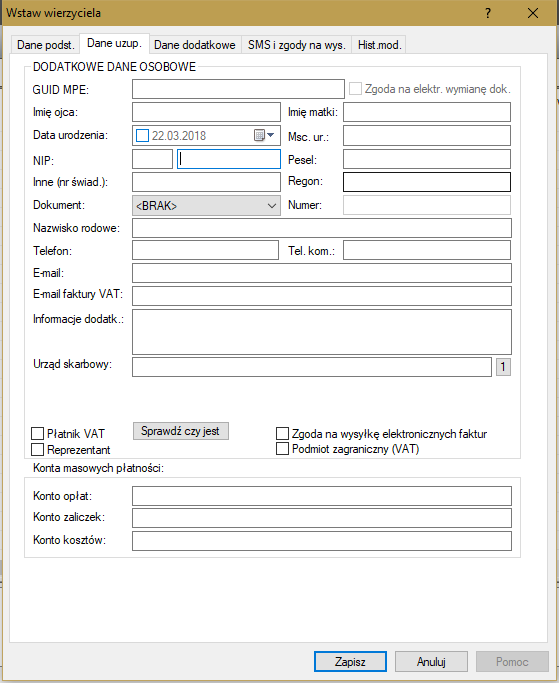 Wstaw wierzyciela
Dane podst. Dane uzup. Dane dodatkowe SMS i zgody na wys. Hist.mod.
DODATKOWE DANE OSOBOWE
GUID MPE: Zgoda na elektr. wymianę dok.
Imię ojca: Imię matki:
Data urodzenia: 22.03.2018 Msc. ur.:
NIP: Pesel:
Inne (nr świad.): Regon:
Dokument: <BRAK> Numer:
Nazwisko rodowe:
Telefon: Tel. kom.:
E-mail:
E-mail faktury VAT:
Informacje dodatk.:
Urząd skarbowy: 1
Płatnik VAT Sprawdź czy jest Zgoda na wysyłkę elektronicznych faktur
Reprezentant Podmiot zagraniczny (VAT)
Konta masowych płatności:
Konto opłat:
Konto zaliczek:
Konto kosztów:
Zapisz Anuluj Pomoc